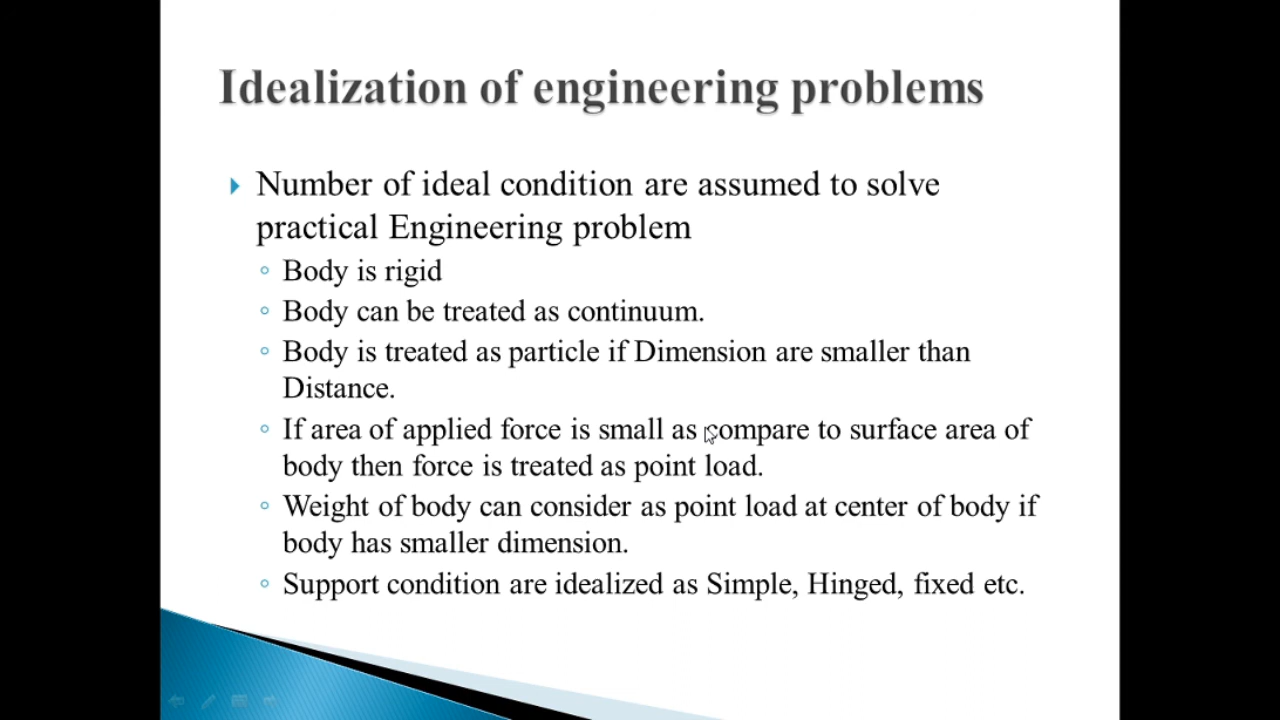 Idealization of engineering problems
Number of ideal condition are assumed to solve
practical Engineering problem
Body is rigid
Body can be treated as continuum.
Body is treated as particle if Dimension are smaller than
Distance.
If area of applied force is small as compare to surface area of
body then force is treated as point load.
Weight of body can consider as point load at center of body if
body has smaller dimension.
Support condition are idealized as Simple, Hinged, fixed etc.